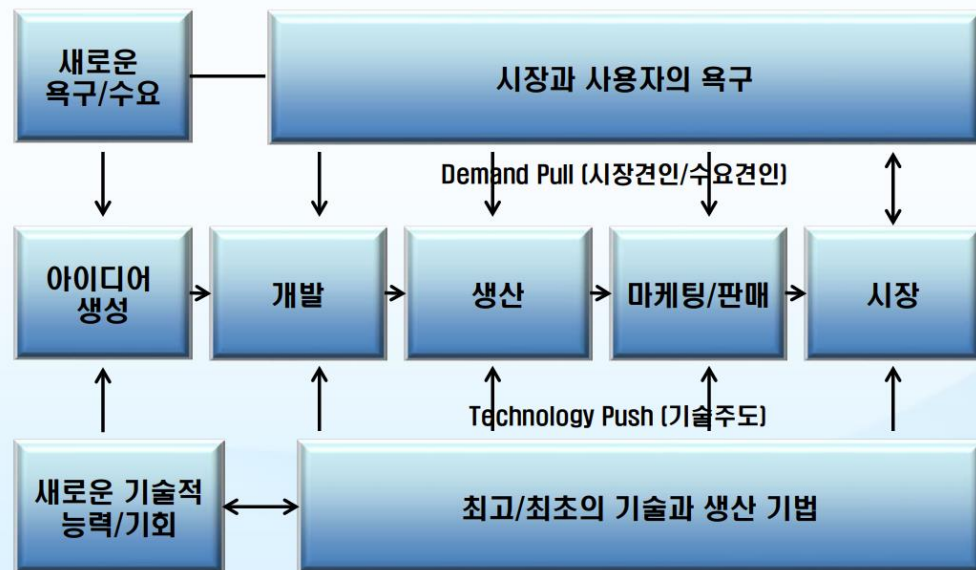 새로운
욕구/수요
시장과 사용자의 욕구
Demand Pull (시장견인/수요견인)
아이디어
생성
개발
생산
마케팅/판매
시장
Technology Push (기술주도)
새로운 기술적
능력/기회
최고/최초의 기술과 생산 기법